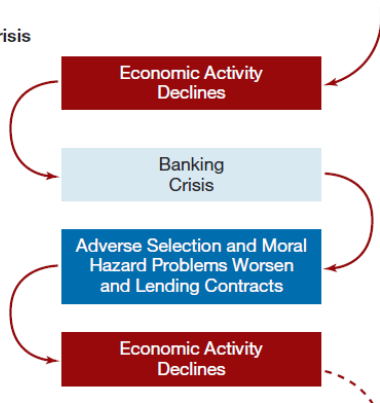 risis
Economic Activity
Declines
Banking
Crisis
Adverse Selection and Moral
Hazard Problems Worsen
and Lending Contracts
Economic Activity
Declines